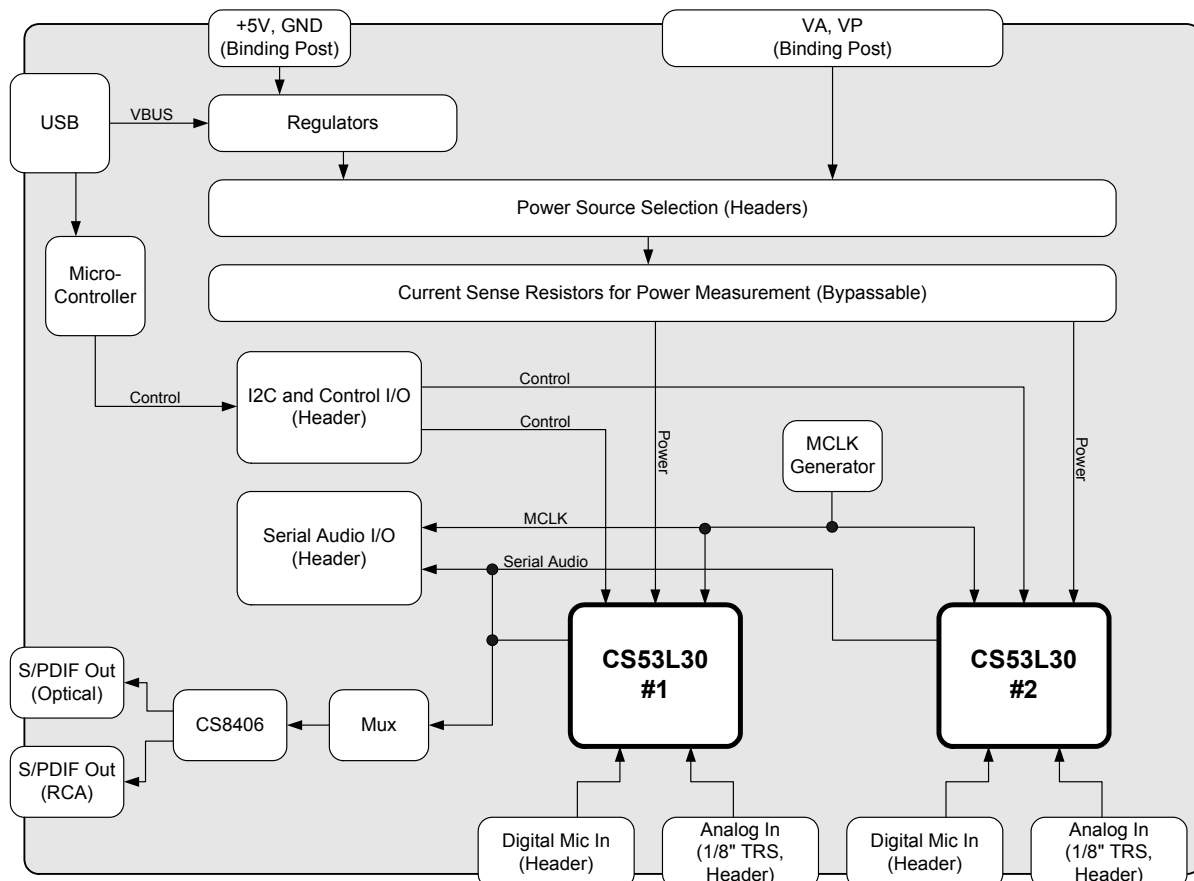 +5V, GND
(Binding Post)
VA, VP
(Binding Post)
USB
VBUS
Regulators
Power Source Selection (Headers)
Micro-
Controller
Current Sense Resistors for Power Measurement (Bypassable)
Control
I2C and Control I/O
(Header)
Control
Control
Power
Power
MCLK
Generator
Serial Audio I/O
(Header)
MCLK
Serial Audio
CS53L30
#1
CS53L30
#2
S/PDIF Out
(Optical)
CS8406
Mux
S/PDIF Out
(RCA)
Digital Mic In
(Header)
Analog In
(1/8" TRS,
Header)
Digital Mic In
(Header)
Analog In
(1/8" TRS,
Header)